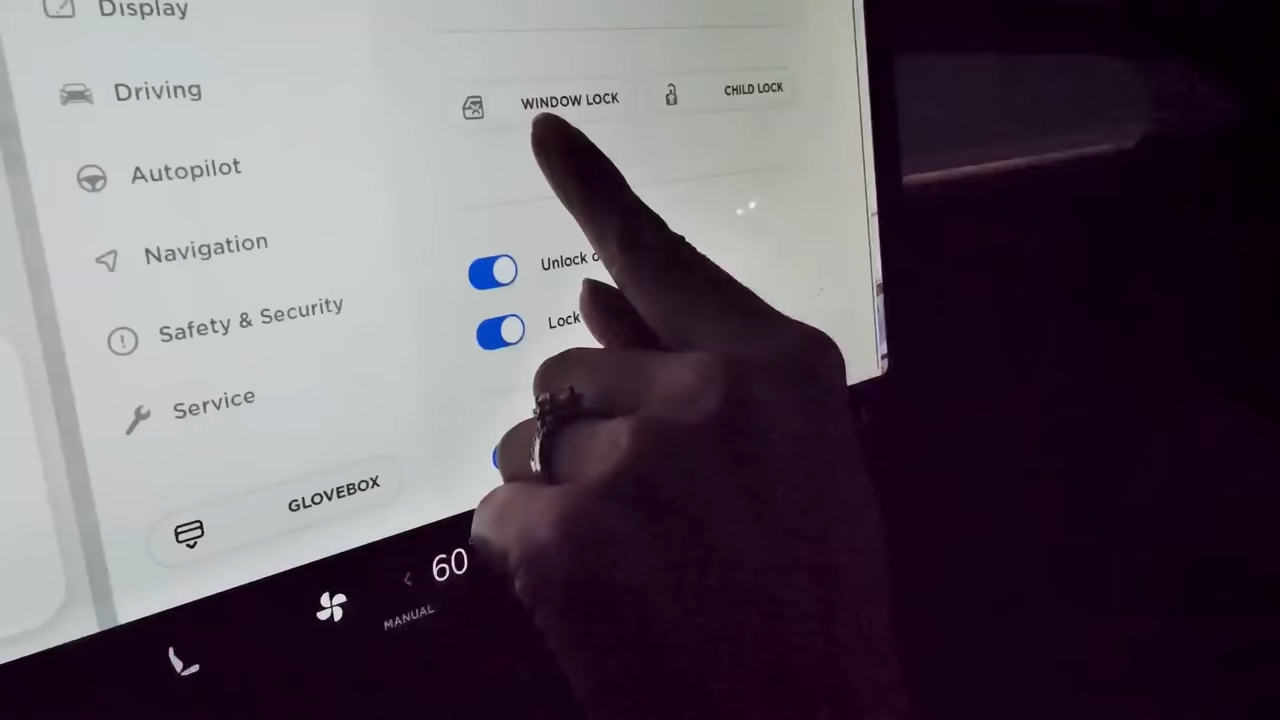 Display
Driving
Autopilot
Navigation
Safety & Security
Service
GLOVEBOX
WINDOW LOCK
CHILD LOCK
Unlock
Lock
60
MANUAL